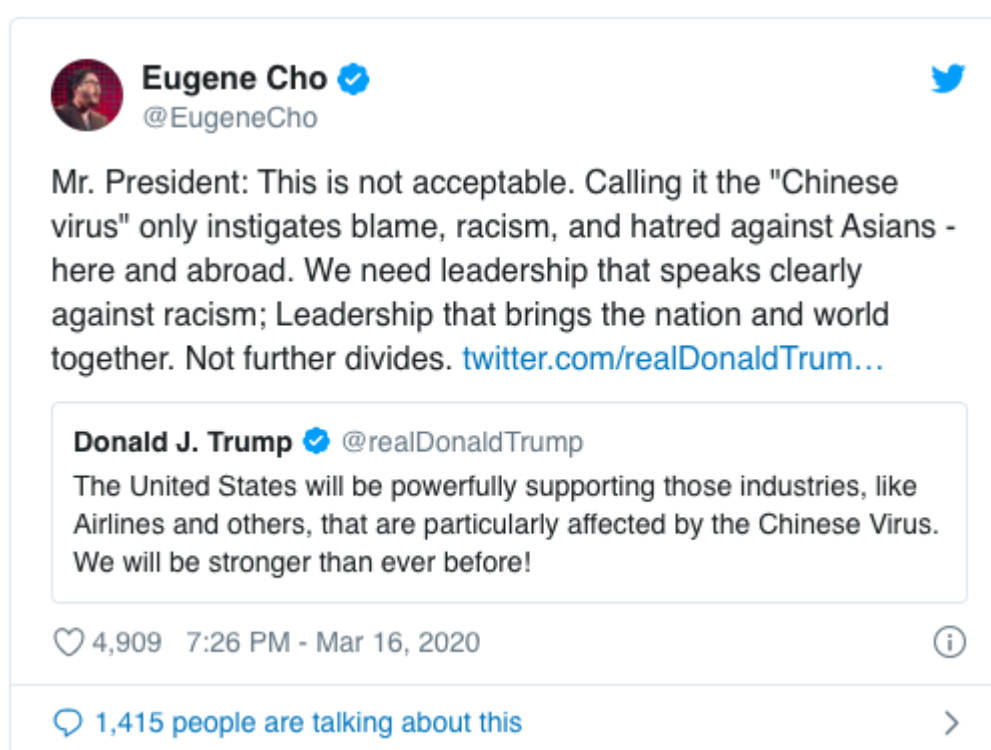 Eugene Cho
@EugeneCho
Mr. President: This is not acceptable. Calling it the "Chinese
virus" only instigates blame, racism, and hatred against Asians -
here and abroad. We need leadership that speaks clearly
against racism; Leadership that brings the nation and world
together. Not further divides. twitter.com/realDonaldTrum…
Donald J. Trump @realDonaldTrump
The United States will be powerfully supporting those industries, like
Airlines and others, that are particularly affected by the Chinese Virus.
We will be stronger than ever before!
4,909 7:26 PM - Mar 16, 2020
1,415 people are talking about this